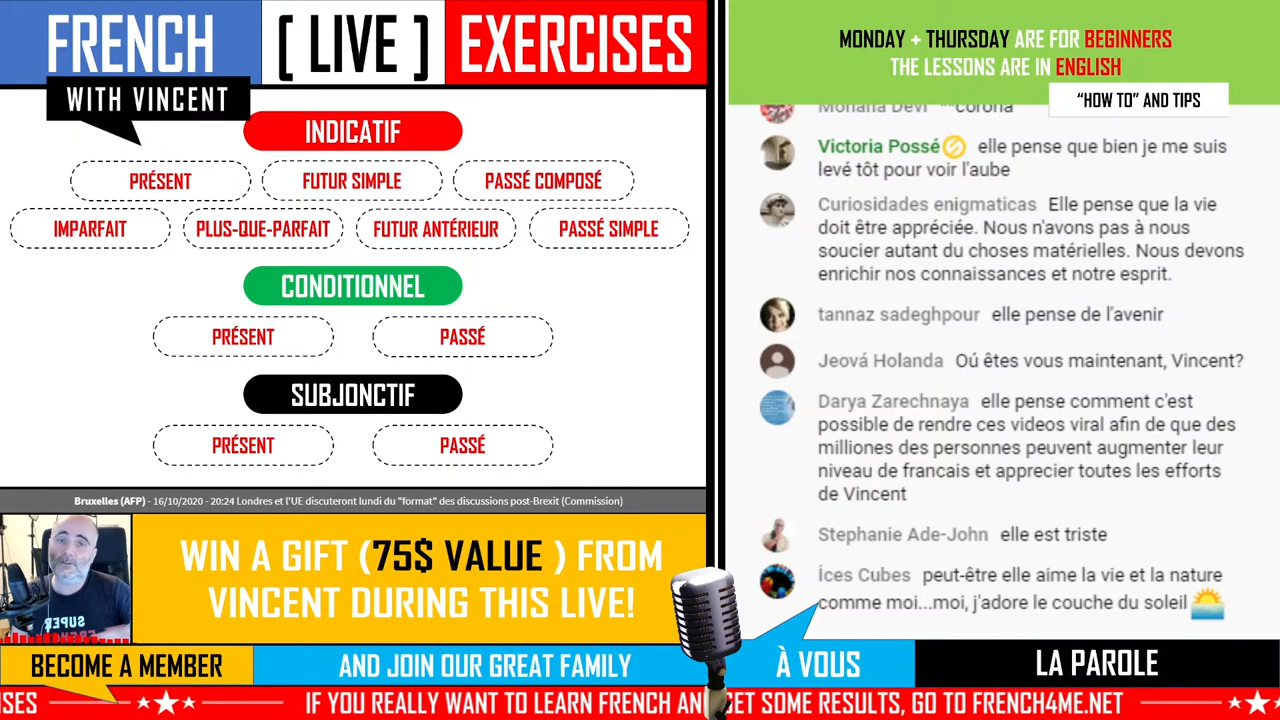 FRENCH
[ LIVE ]
EXERCISES
WITH VINCENT
INDICATIF
PRÉSENT
FUTUR SIMPLE
PASSÉ COMPOSÉ
IMPARFAIT
PLUS-QUE-PARFAIT
FUTUR ANTÉRIEUR
PASSÉ SIMPLE
CONDITIONNEL
PRÉSENT
PASSÉ
SUBJONCTIF
PRÉSENT
PASSÉ
Bruxelles (AFP) - 16/10/2020 - 20:24 Londres et l'UE discuteront lundi du "format" des discussions post-Brexit (Commission)
SUPER
WIN A GIFT (75$ VALUE ) FROM
VINCENT DURING THIS LIVE!
BECOME A MEMBER
AND JOIN OUR GREAT FAMILY
MONDAY + THURSDAY ARE FOR BEGINNERS
THE LESSONS ARE IN ENGLISH
“HOW TO” AND TIPS
Mohana Devi **corona
Victoria Possé elle pense que bien je me suis
levé tôt pour voir l'aube
Curiosidades enigmaticas Elle pense que la vie
doit être appréciée. Nous n'avons pas à nous
soucier autant du choses matérielles. Nous devons
enrichir nos connaissances et notre esprit.
tannaz sadeghpour elle pense de l'avenir
Jeová Holanda Oú êtes vous maintenant, Vincent?
Darya Zarechnaya elle pense comment c'est
possible de rendre ces videos viral afin de que des
milliones des personnes peuvent augmenter leur
niveau de francais et apprecier toutes les efforts
de Vincent
Stephanie Ade-John elle est triste
İces Cubes peut-être elle aime la vie et la nature
comme moi...moi, j'adore le couche du soleil
À VOUS
LA PAROLE
ISES
IF YOU REALLY WANT TO LEARN FRENCH AND GET SOME RESULTS, GO TO FRENCH4ME.NET